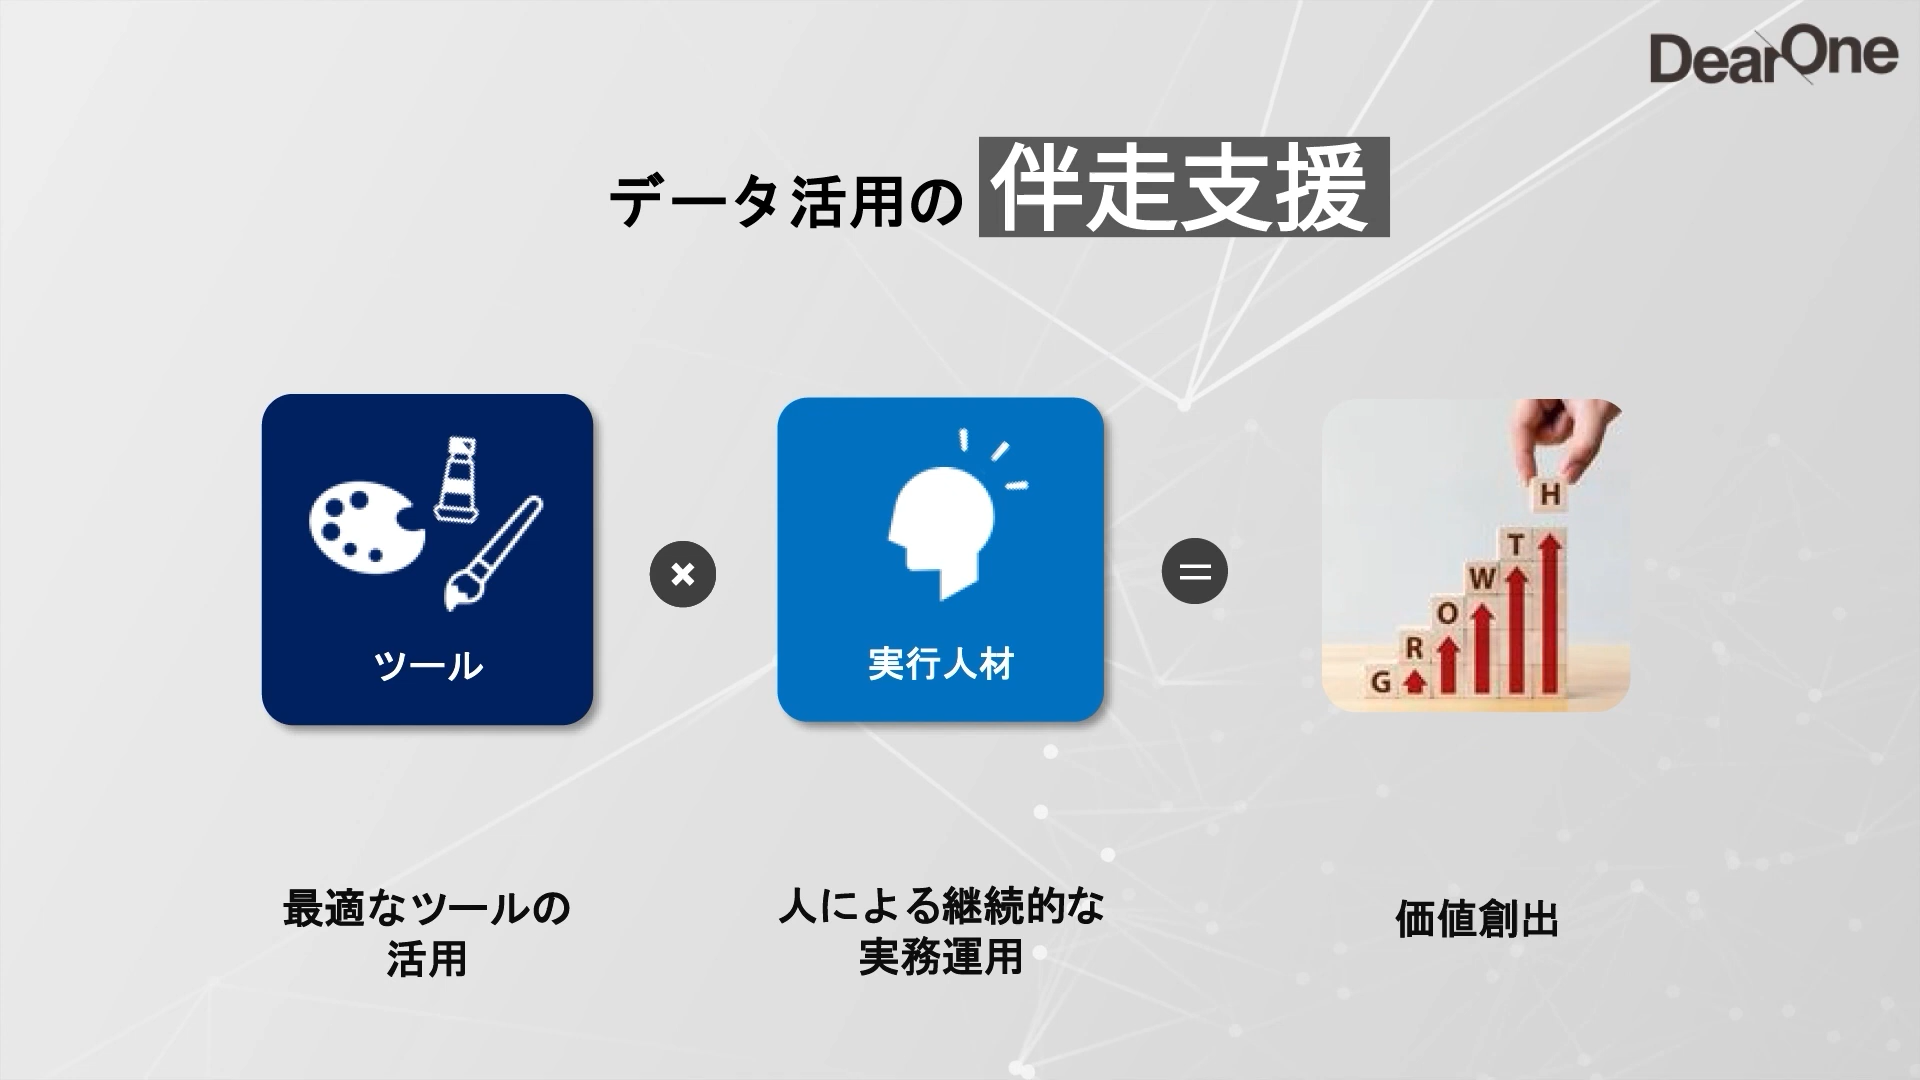 DearOne
データ活用の 伴走支援
ツール
×
実行人材
=
H
T
W
O
R
G
最適なツールの
活用
人による継続的な
実務運用
価値創出